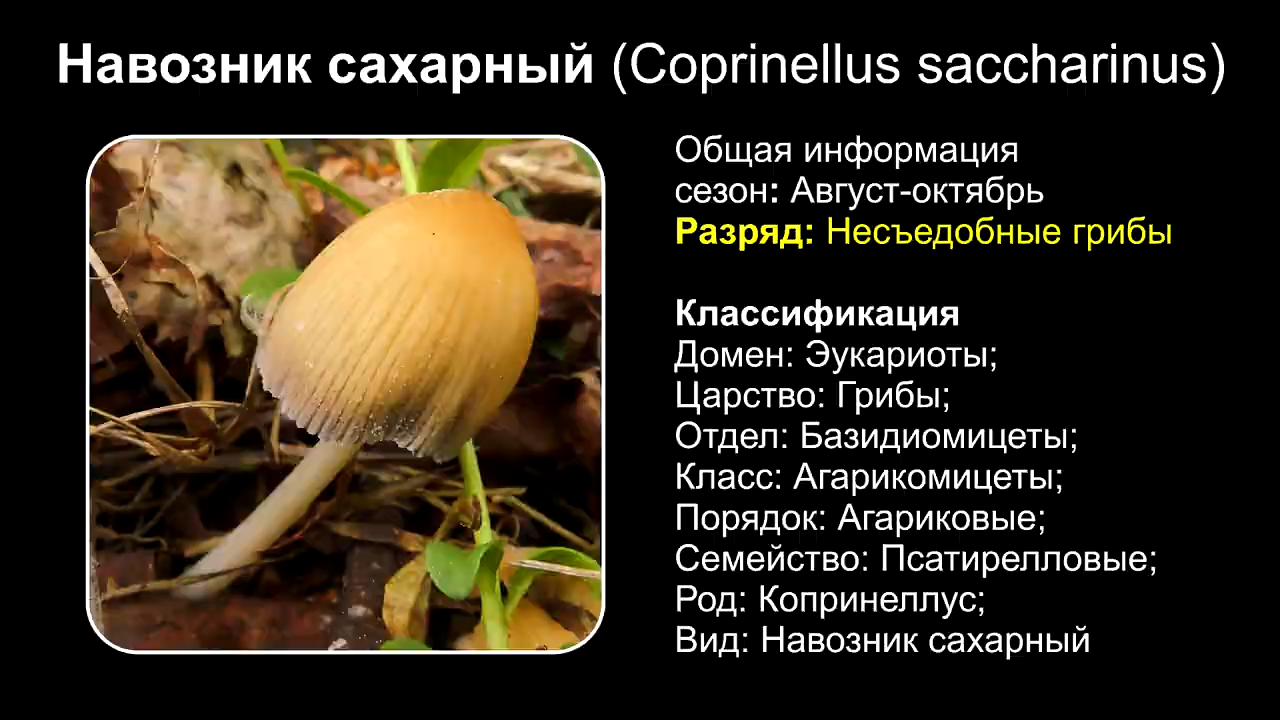 Навозник сахарный (Coprinellus saccharinus)
Общая информация
сезон: Август-октябрь
Разряд: Несъедобные грибы
Классификация
Домен: Эукариоты;
Царство: Грибы;
Отдел: Базидиомицеты;
Класс: Агарикомицеты;
Порядок: Агариковые;
Семейство: Псатирелловые;
Род: Копринеллус;
Вид: Навозник сахарный